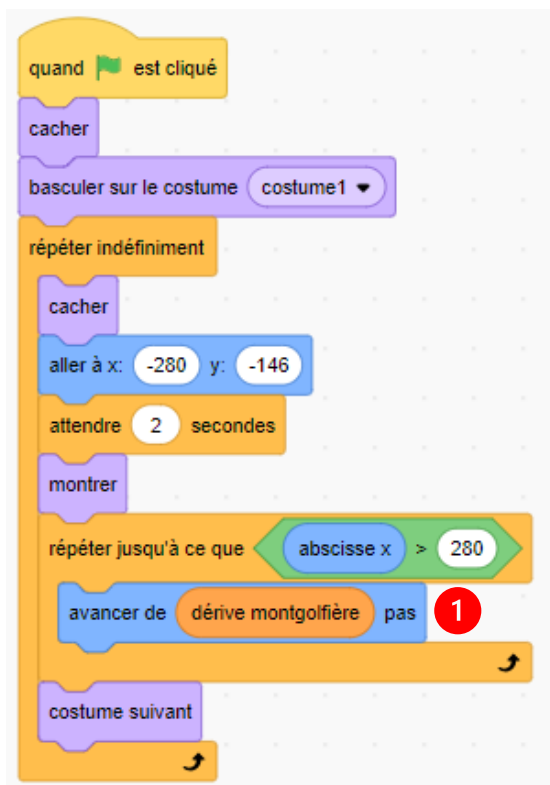 quand est cliqué
cacher
basculer sur le costume costume1
répéter indéfiniment
cacher
aller à x: -280 y: -146
attendre 2 secondes
montrer
répéter jusqu'à ce que abscisse x > 280
avancer de dérive montgolfière pas 1
costume suivant